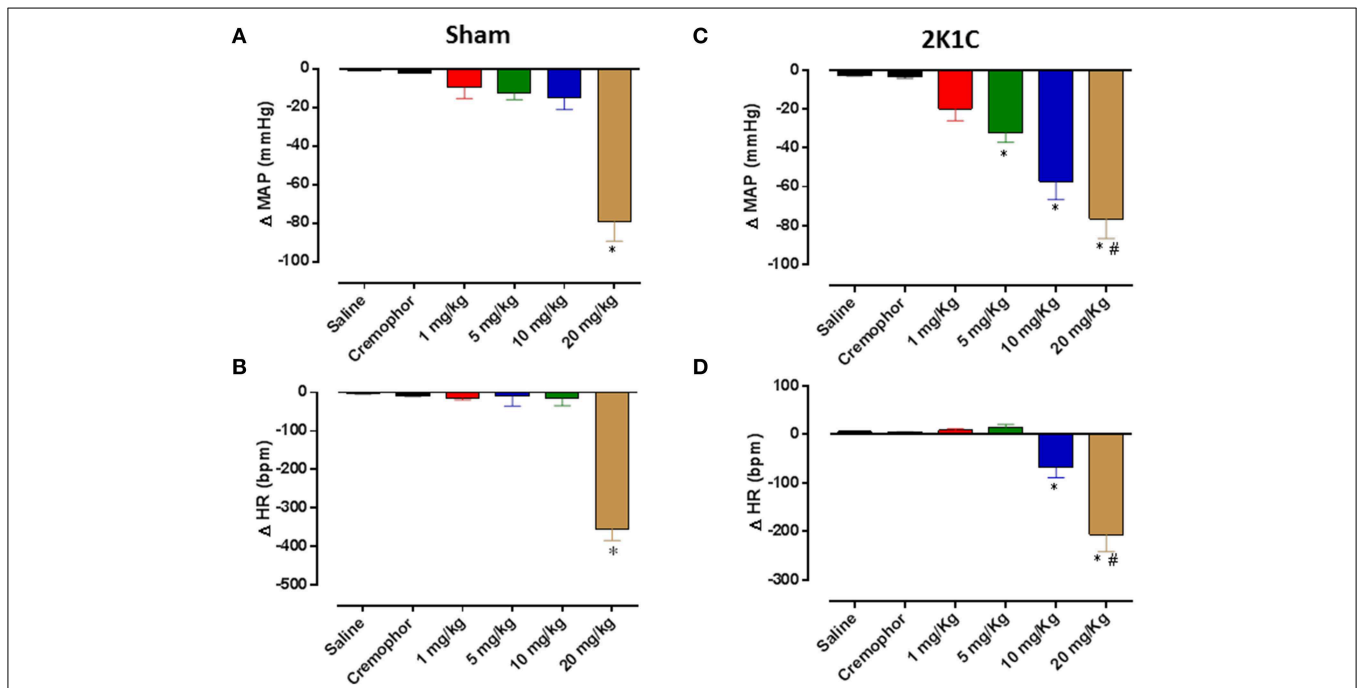 A
Sham
0
-20
-40
-60
-80
-100
Δ MAP (mmHg)
*
Saline
Cremophor
1 mg/kg
5 mg/kg
10 mg/kg
20 mg/kg
B
0
-100
-200
-300
-400
-500
Δ HR (bpm)
*
Saline
Cremophor
1 mg/kg
5 mg/kg
10 mg/kg
20 mg/kg
C
2K1C
0
-20
-40
-60
-80
-100
Δ MAP (mmHg)
*
*
* #
Saline
Cremophor
1 mg/Kg
5 mg/Kg
10 mg/Kg
20 mg/Kg
D
100
0
-100
-200
-300
Δ HR (bpm)
*
* #
Saline
Cremophor
1 mg/Kg
5 mg/Kg
10 mg/Kg
20 mg/Kg